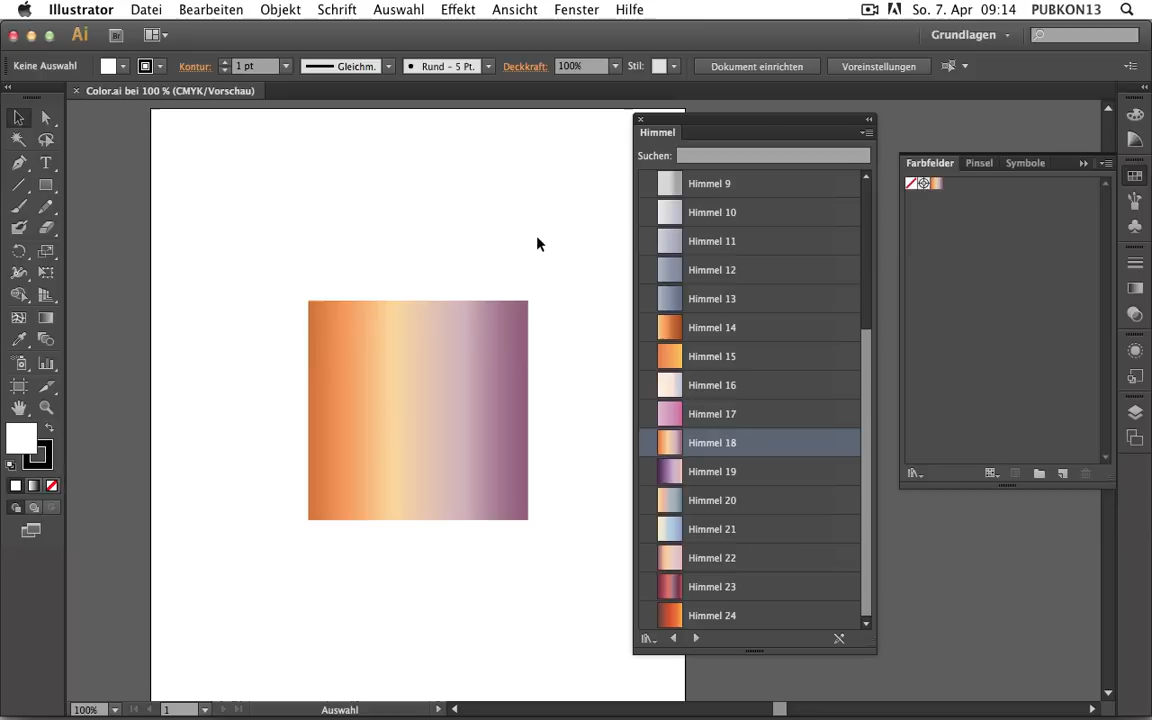 Illustrator Datei Bearbeiten Objekt Schrift Auswahl Effekt Ansicht Fenster Hilfe So. 7. Apr 09:14 PUBKON13
Ai Br Grundlagen
Keine Auswahl Kontur: 1 pt Gleichm. Rund - 5 Pt. Deckkraft: 100% Stil: Dokument einrichten Voreinstellungen
Color.ai bei 100 % (CMYK/Vorschau)
Himmel
Suchen:
Himmel 9
Himmel 10
Himmel 11
Himmel 12
Himmel 13
Himmel 14
Himmel 15
Himmel 16
Himmel 17
Himmel 18
Himmel 19
Himmel 20
Himmel 21
Himmel 22
Himmel 23
Himmel 24
Farbfelder Pinsel Symbole
100% 1 Auswahl